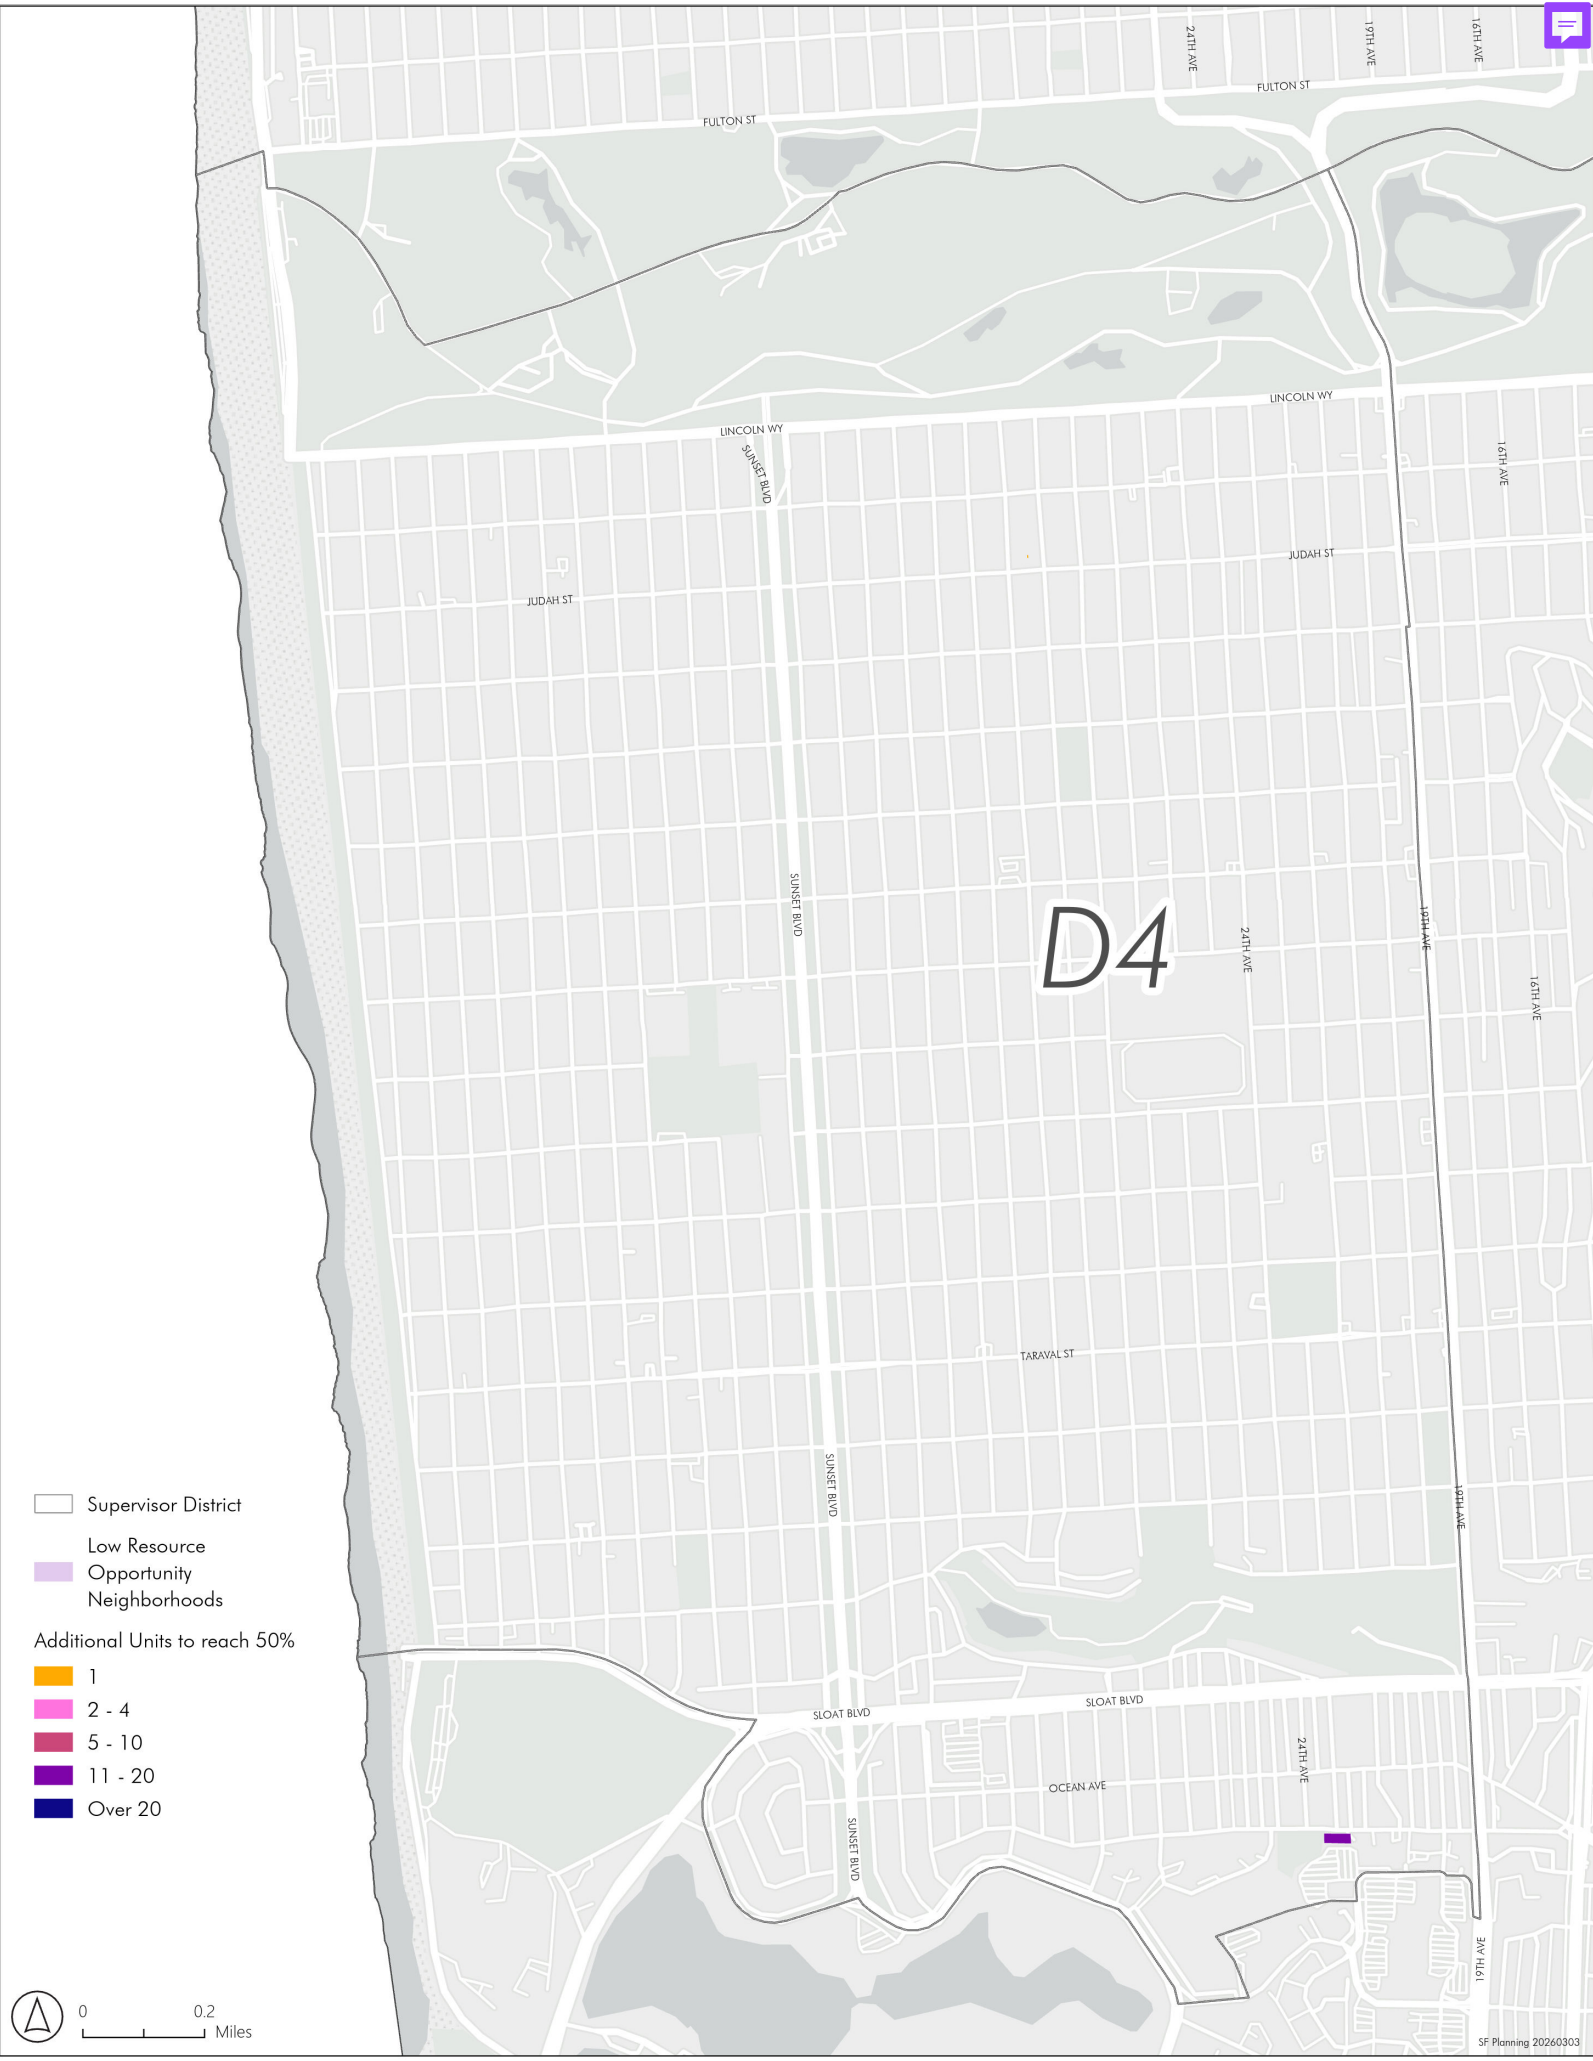 24TH AVE
19TH AVE
16TH AVE
FULTON ST
FULTON ST
LINCOLN WY
LINCOLN WY
SUNSET BLVD
16TH AVE
JUDAH ST
JUDAH ST
SUNSET BLVD
D4
24TH AVE
19TH AVE
16TH AVE
TARAVAL ST
SUNSET BLVD
19TH AVE
Supervisor District
Low Resource
Opportunity
Neighborhoods
Additional Units to reach 50%
1
2 - 4
5 - 10
11 - 20
Over 20
SLOAT BLVD
SLOAT BLVD
24TH AVE
OCEAN AVE
SUNSET BLVD
19TH AVE
0 0.2
Miles
SF Planning 20260303